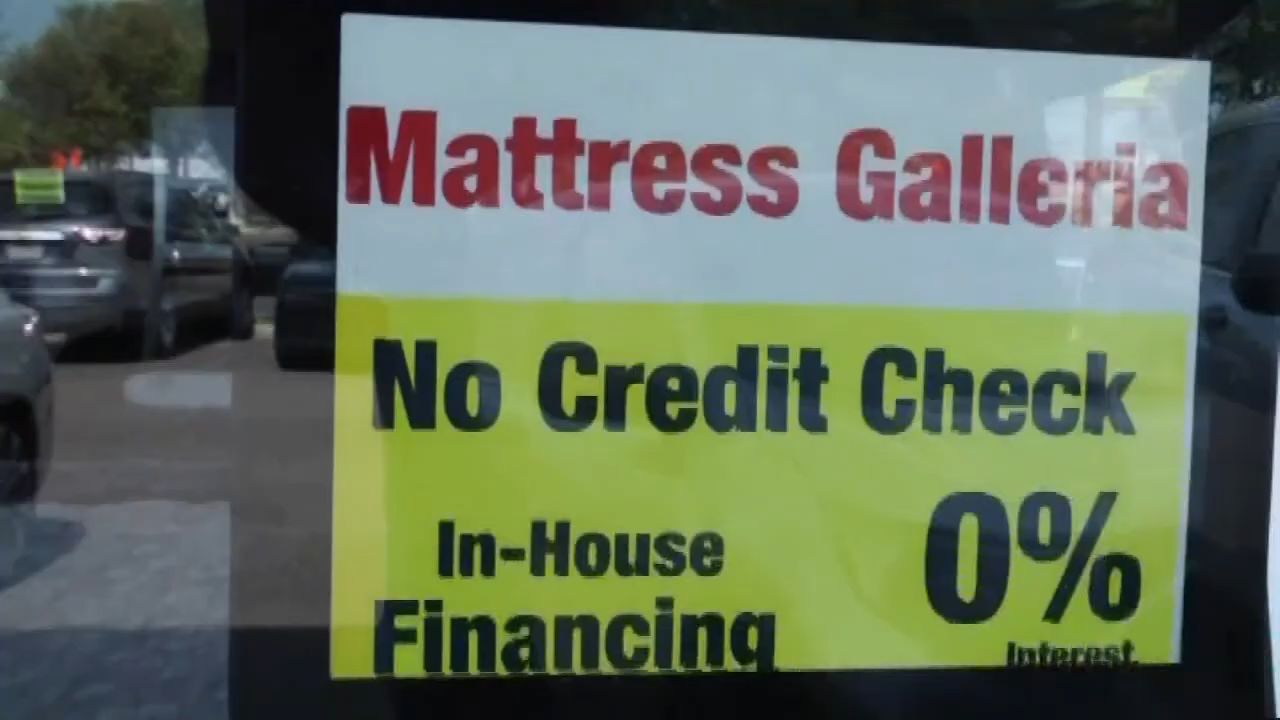 Mattress Galleria
No Credit Check
In-House
Financing
0%
Interest